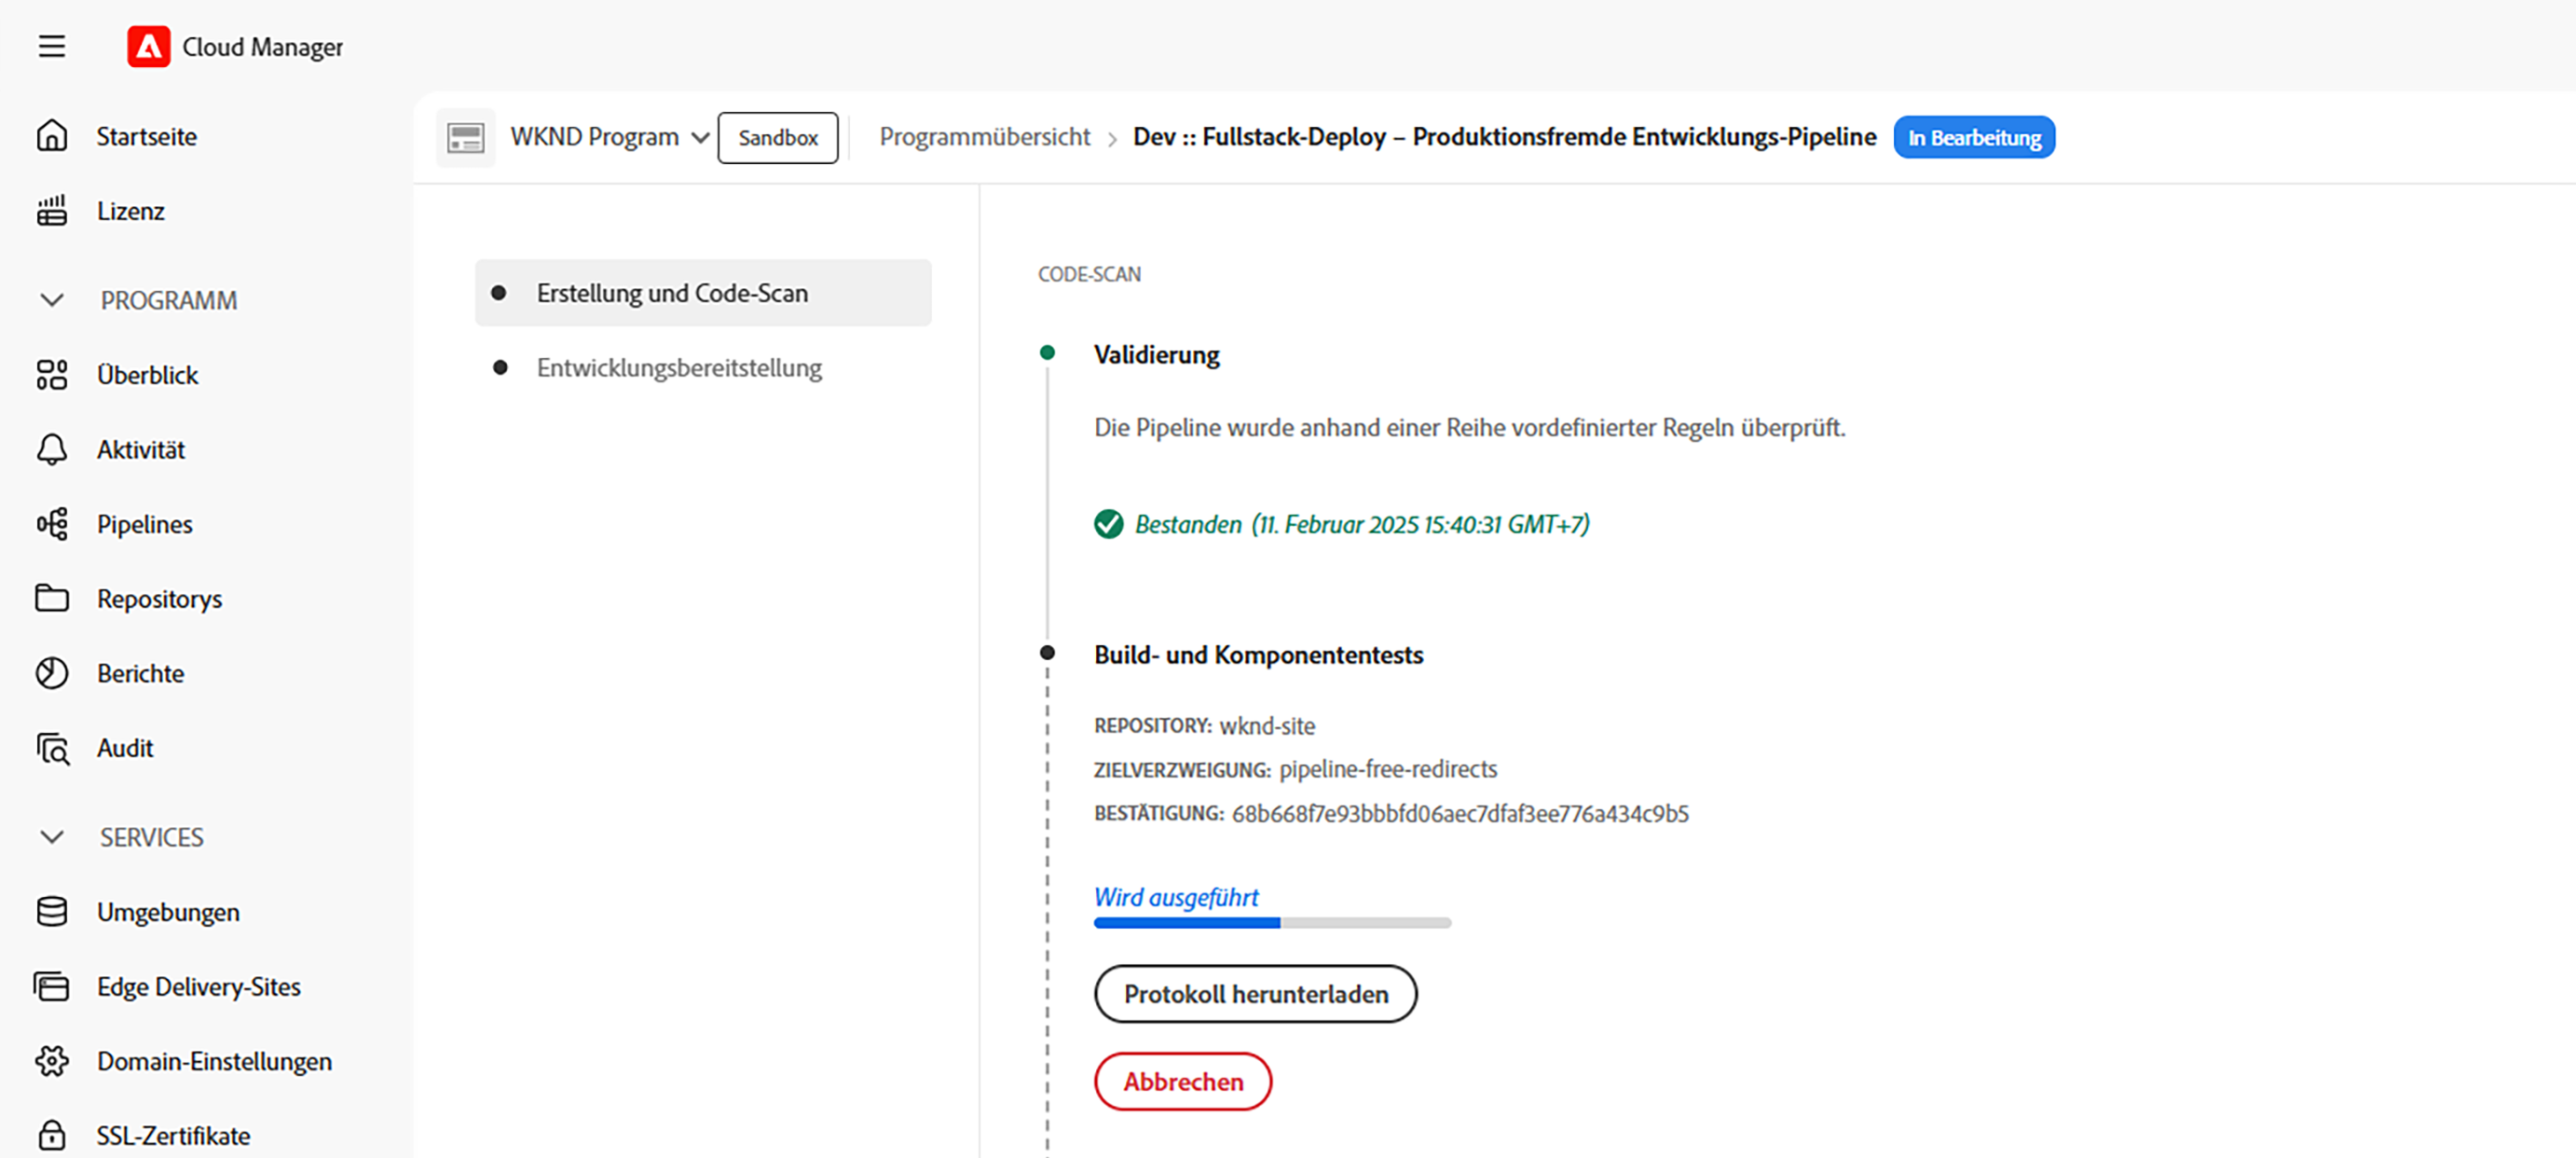 Cloud Manager
Startseite
Lizenz
PROGRAMM
Überblick
Aktivität
Pipelines
Repositorys
Berichte
Audit
SERVICES
Umgebungen
Edge Delivery-Sites
Domain-Einstellungen
SSL-Zertifikate
WKND Program Sandbox Programmübersicht > Dev :: Fullstack-Deploy – Produktionsfremde Entwicklungs-Pipeline In Bearbeitung
Erstellung und Code-Scan
Entwicklungsbereitstellung
CODE-SCAN
Validierung
Die Pipeline wurde anhand einer Reihe vordefinierter Regeln überprüft.
Bestanden (11. Februar 2025 15:40:31 GMT+7)
Build- und Komponententests
REPOSITORY: wknd-site
ZIELVERZWEIGUNG: pipeline-free-redirects
BESTÄTIGUNG: 68b668f7e93bbbfd06aec7dfaf3ee776a434c9b5
Wird ausgeführt
Protokoll herunterladen
Abbrechen